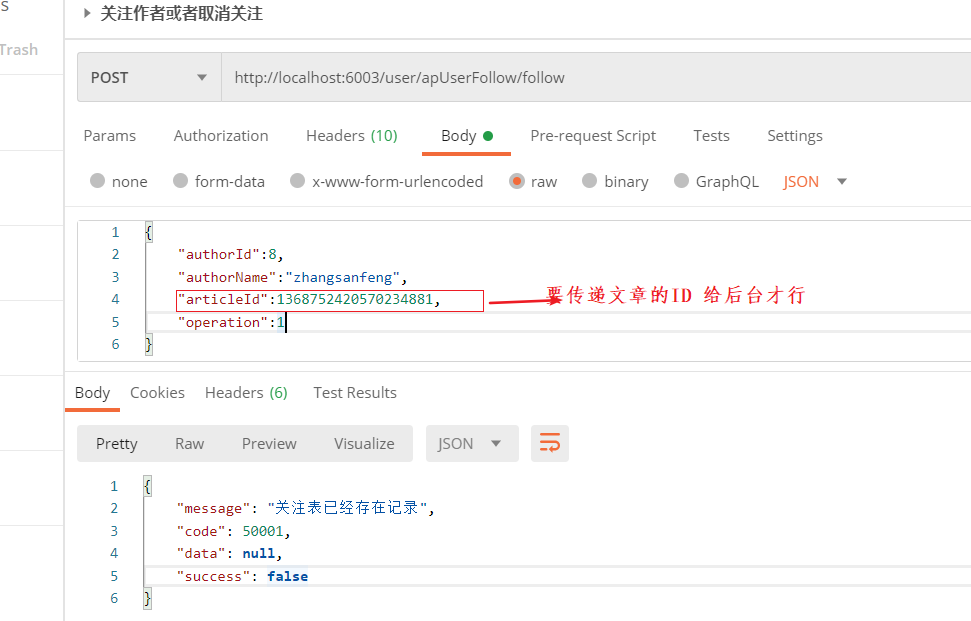 s
关注作者或者取消关注
Trash
POST http://localhost:6003/user/apUserFollow/follow
Params Authorization Headers (10) Body Pre-request Script Tests Settings
none form-data x-www-form-urlencoded raw binary GraphQL JSON
1 {
2 "authorId":8,
3 "authorName":"zhangsanfeng",
4 "articleId":1368752420570234881, 要传递文章的ID 给后台才行
5 "operation":1
6 }
Body Cookies Headers (6) Test Results
Pretty Raw Preview Visualize JSON
1 {
2 "message": "关注表已经存在记录",
3 "code": 50001,
4 "data": null,
5 "success": false
6 }